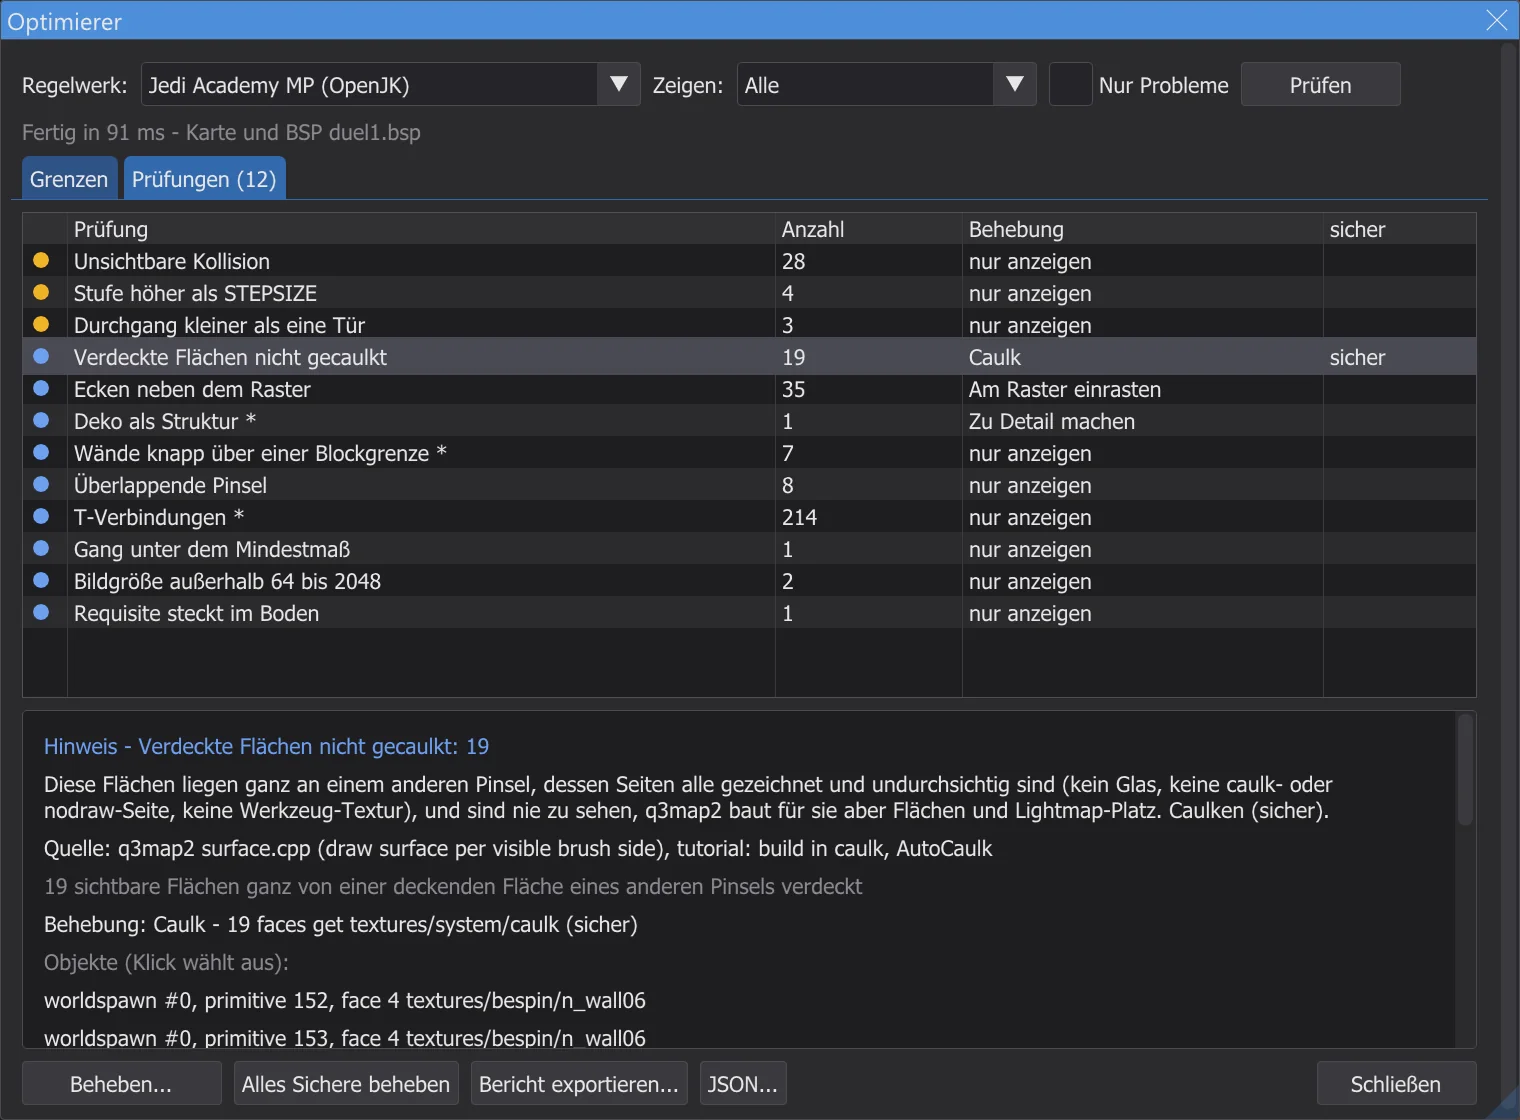 Optimierer
Regelwerk: Jedi Academy MP (OpenJK) Zeigen: Alle Nur Probleme Prüfen
Fertig in 91 ms - Karte und BSP duel1.bsp
Grenzen Prüfungen (12)
Prüfung Anzahl Behebung sicher
Unsichtbare Kollision 28 nur anzeigen
Stufe höher als STEPSIZE 4 nur anzeigen
Durchgang kleiner als eine Tür 3 nur anzeigen
Verdeckte Flächen nicht gecaulkt 19 Caulk sicher
Ecken neben dem Raster 35 Am Raster einrasten
Deko als Struktur * 1 Zu Detail machen
Wände knapp über einer Blockgrenze * 7 nur anzeigen
Überlappende Pinsel 8 nur anzeigen
T-Verbindungen * 214 nur anzeigen
Gang unter dem Mindestmaß 1 nur anzeigen
Bildgröße außerhalb 64 bis 2048 2 nur anzeigen
Requisite steckt im Boden 1 nur anzeigen
Hinweis - Verdeckte Flächen nicht gecaulkt: 19
Diese Flächen liegen ganz an einem anderen Pinsel, dessen Seiten alle gezeichnet und undurchsichtig sind (kein Glas, keine caulk- oder
nodraw-Seite, keine Werkzeug-Textur), und sind nie zu sehen, q3map2 baut für sie aber Flächen und Lightmap-Platz. Caulken (sicher).
Quelle: q3map2 surface.cpp (draw surface per visible brush side), tutorial: build in caulk, AutoCaulk
19 sichtbare Flächen ganz von einer deckenden Fläche eines anderen Pinsels verdeckt
Behebung: Caulk - 19 faces get textures/system/caulk (sicher)
Objekte (Klick wählt aus):
worldspawn #0, primitive 152, face 4 textures/bespin/n_wall06
worldspawn #0, primitive 153, face 4 textures/bespin/n_wall06
Beheben... Alles Sichere beheben Bericht exportieren... JSON... Schließen